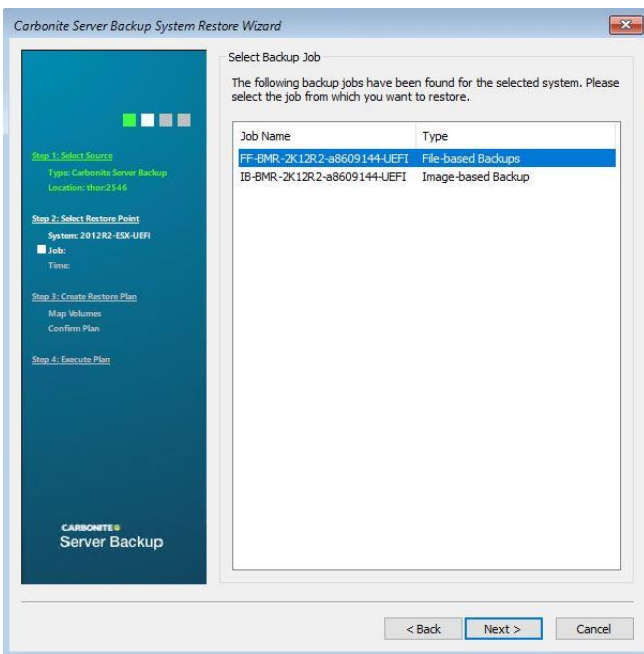 Carbonite Server Backup System Restore Wizard
Step 1: Select Source
Type: Carbonite Server Backup
Location: thor:2546
Step 2: Select Restore Point
System: 2012R2-ESX-UEFI
Job:
Time:
Step 3: Create Restore Plan
Map Volumes
Confirm Plan
Step 4: Execute Plan
CARBONITE
Server Backup
Select Backup Job
The following backup jobs have been found for the selected system. Please
select the job from which you want to restore.
Job Name Type
FF-BMR-2K12R2-a8609144-UEFI File-based Backups
IB-BMR-2K12R2-a8609144-UEFI Image-based Backup
< Back Next > Cancel